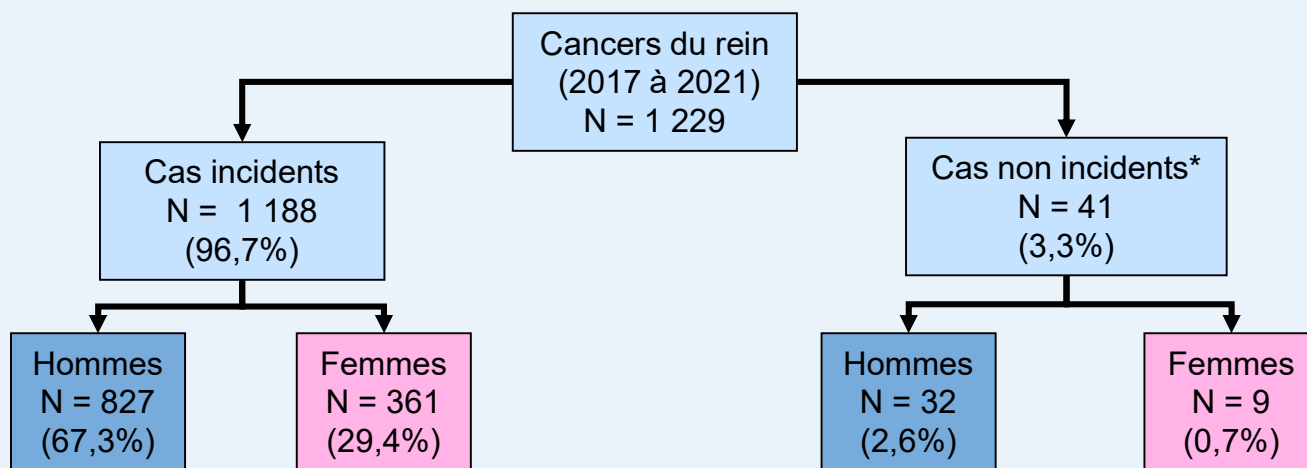 Cancers du rein
(2017 à 2021)
N = 1 229
Cas incidents
N = 1 188
(96,7%)
Cas non incidents*
N = 41
(3,3%)
Hommes
N = 827
(67,3%)
Femmes
N = 361
(29,4%)
Hommes
N = 32
(2,6%)
Femmes
N = 9
(0,7%)